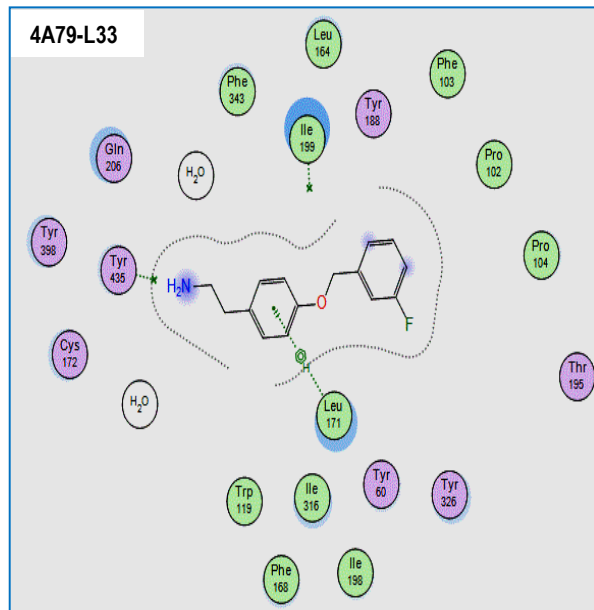 4A79-L33
Leu
164
Phe
103
Phe
343
Tyr
188
Ile
199
Gln
206
H₂O
Pro
102
Tyr
398
Tyr
435
Pro
104
H₂N
O
F
Cys
172
H
Thr
195
H₂O
Leu
171
Trp
119
Ile
316
Tyr
60
Tyr
326
Phe
168
Ile
198